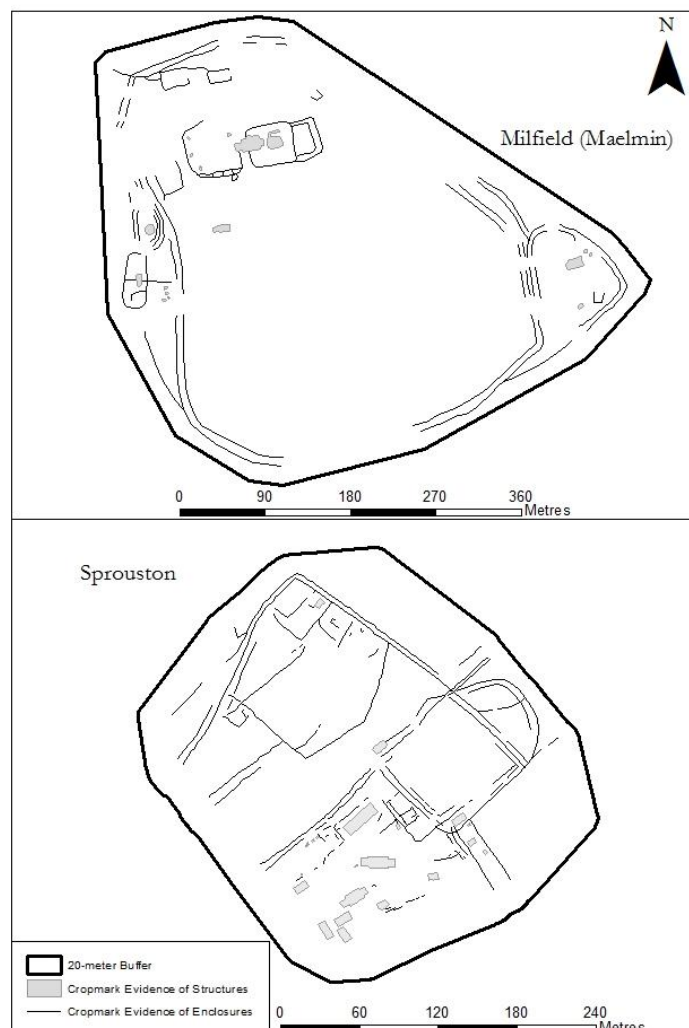 N
Milfield (Maelmin)
0 90 180 270 360
Metres
Sprouston
20-meter Buffer
Cropmark Evidence of Structures
Cropmark Evidence of Enclosures
0 60 120 180 240
Metres